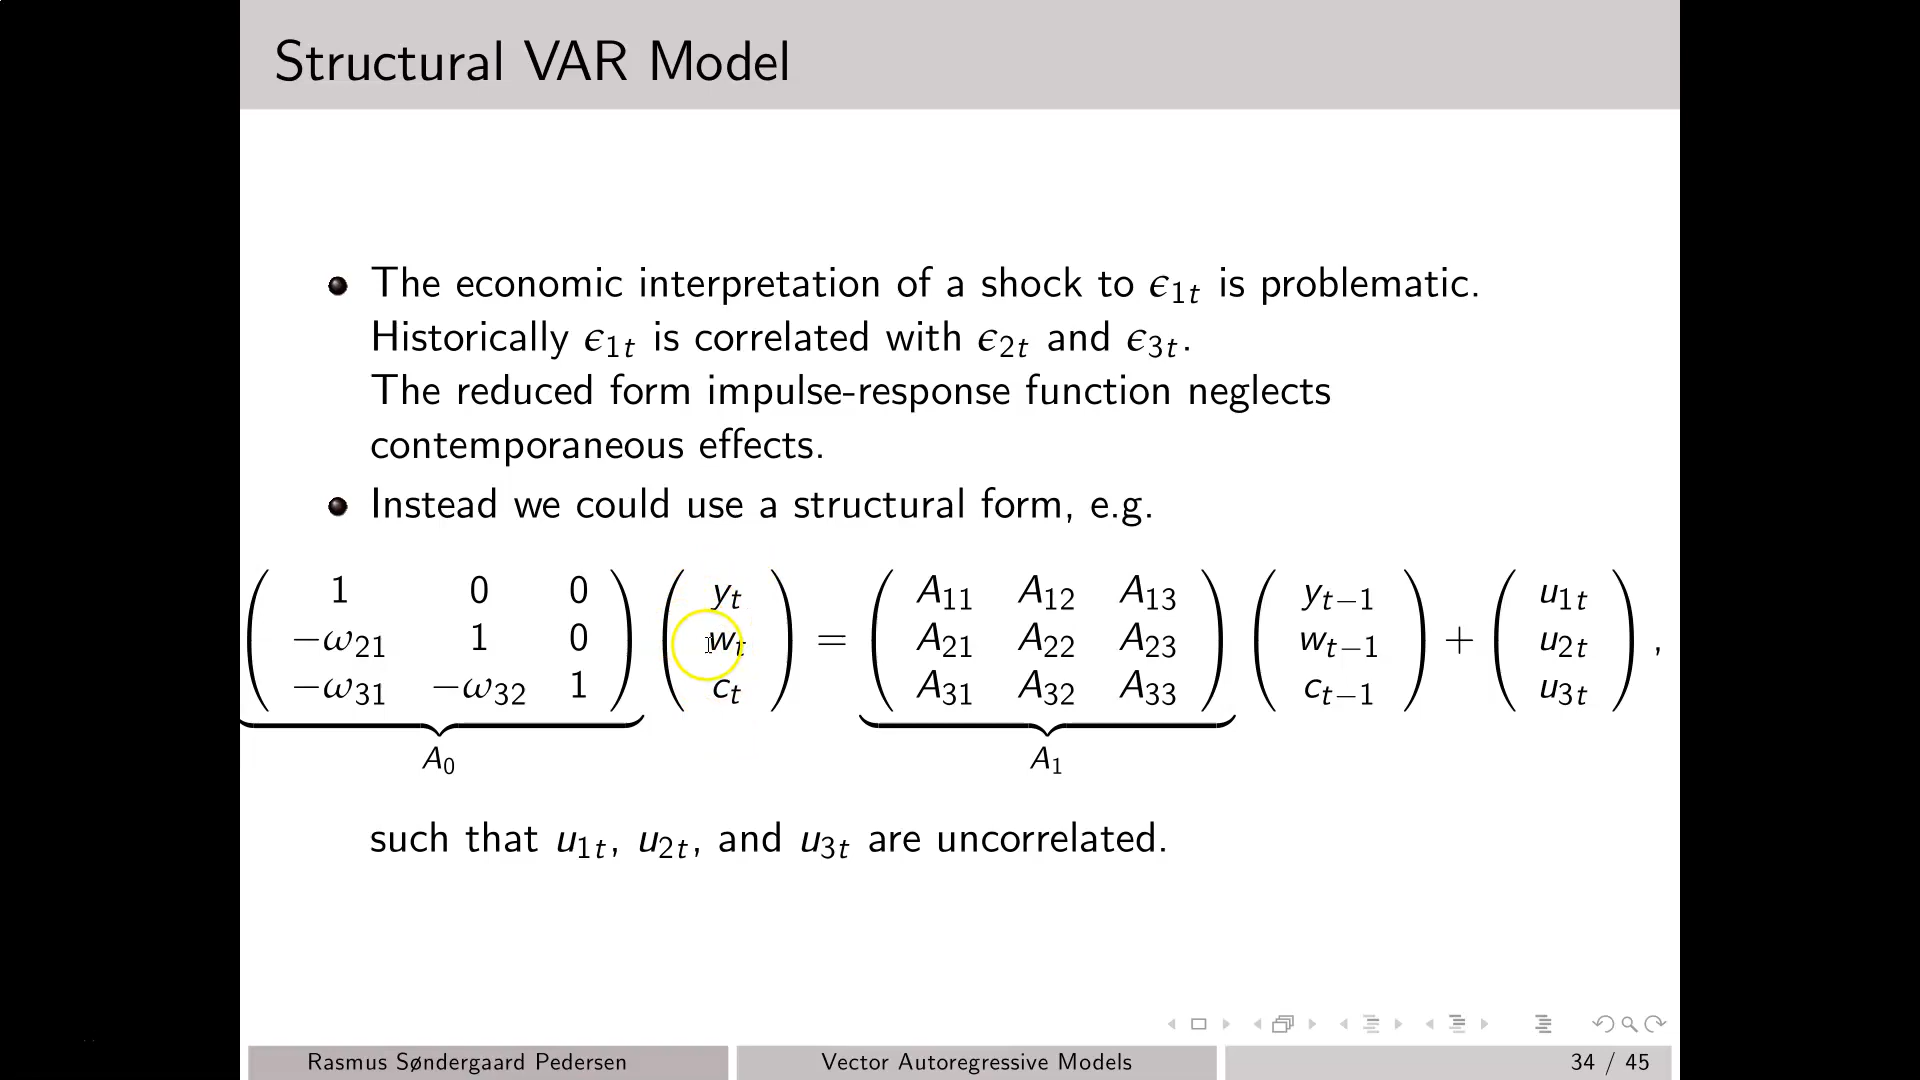 Structural VAR Model
The economic interpretation of a shock to ϵ₁ₜ is problematic.
Historically ϵ₁ₜ is correlated with ϵ₂ₜ and ϵ₃ₜ.
The reduced form impulse-response function neglects
contemporaneous effects.
Instead we could use a structural form, e.g.
( 1 0 0 ) ( yₜ ) = ( A₁₁ A₁₂ A₁₃ ) ( yₜ₋₁ ) + ( u₁ₜ )
( −ω₂₁ 1 0 ) ( wₜ ) = ( A₂₁ A₂₂ A₂₃ ) ( wₜ₋₁ ) + ( u₂ₜ ) ,
( −ω₃₁ −ω₃₂ 1 ) ( cₜ ) = ( A₃₁ A₃₂ A₃₃ ) ( cₜ₋₁ ) + ( u₃ₜ )
A₀ A₁
such that u₁ₜ, u₂ₜ, and u₃ₜ are uncorrelated.
Rasmus Søndergaard Pedersen Vector Autoregressive Models 34 / 45